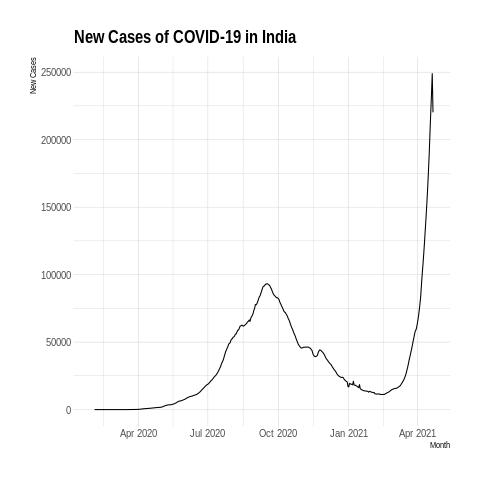 New Cases of COVID-19 in India
New Cases
250000
200000
150000
100000
50000
0
Apr 2020 Jul 2020 Oct 2020 Jan 2021 Apr 2021
Month